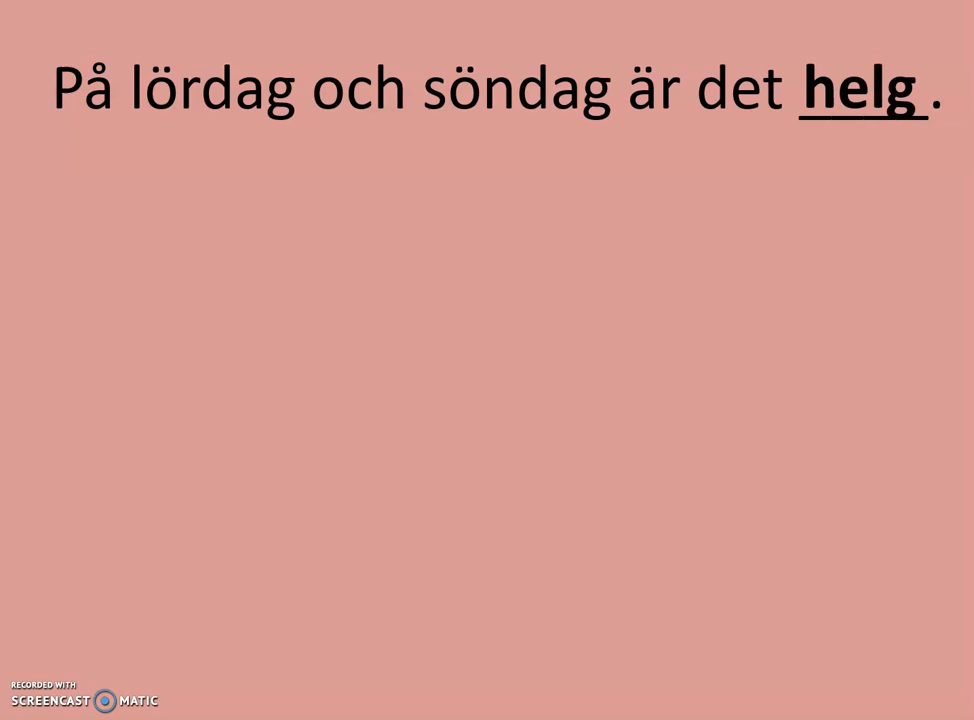 På lördag och söndag är det helg.
RECORDED WITH
SCREENCAST MATIC